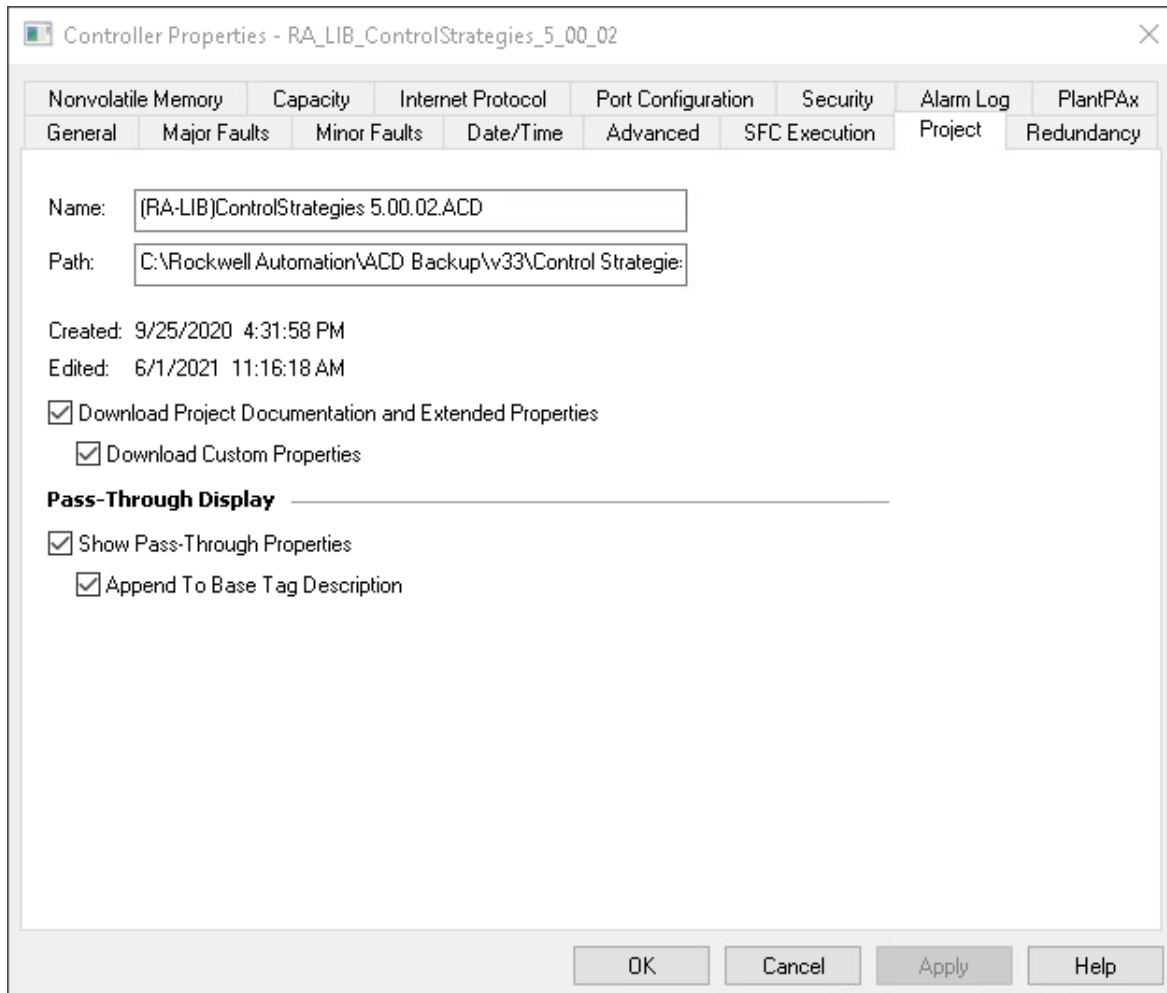 Controller Properties - RA_LIB_ControlStrategies_5_00_02
Nonvolatile Memory Capacity Internet Protocol Port Configuration Security Alarm Log PlantPAx
General Major Faults Minor Faults Date/Time Advanced SFC Execution Project Redundancy
Name: (RA-LIB)ControlStrategies 5.00.02.ACD
Path: C:\Rockwell Automation\ACD Backup\v33\Control Strategies
Created: 9/25/2020 4:31:58 PM
Edited: 6/1/2021 11:16:18 AM
Download Project Documentation and Extended Properties
Download Custom Properties
Pass-Through Display
Show Pass-Through Properties
Append To Base Tag Description
OK Cancel Apply Help